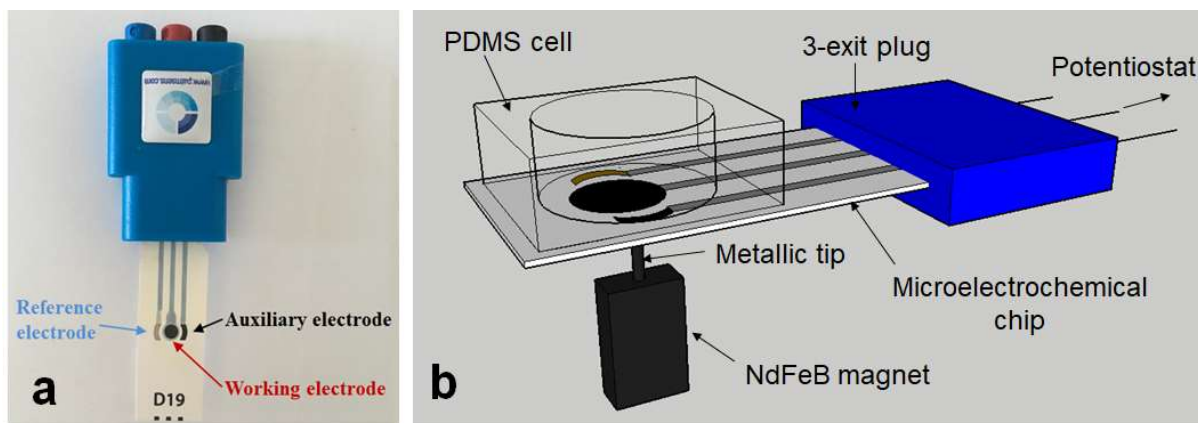 www.palmsens.com
Reference
electrode
Auxiliary electrode
Working electrode
D19
a
PDMS cell
3-exit plug
Potentiostat
Metallic tip
Microelectrochemical
chip
NdFeB magnet
b